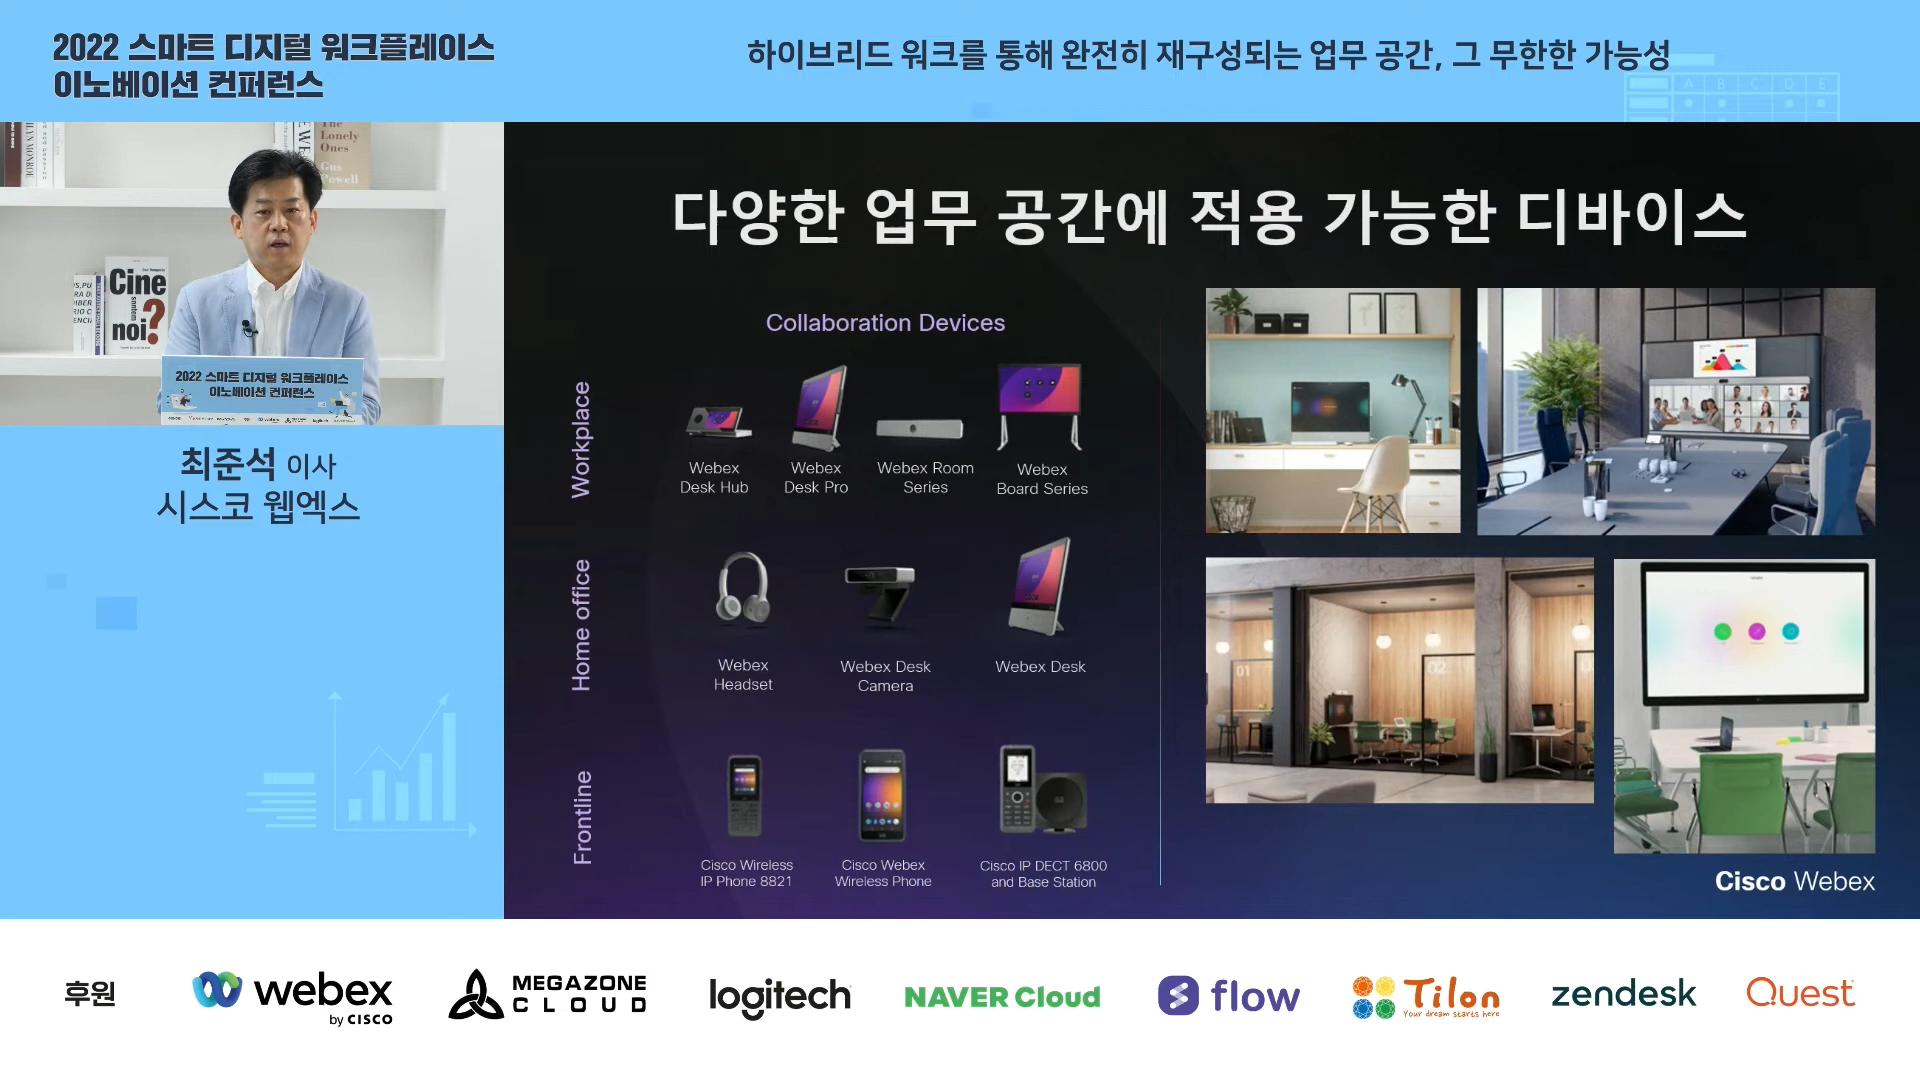 2022 스마트 디지털 워크플레이스
이노베이션 컨퍼런스
하이브리드 워크를 통해 완전히 재구성되는 업무 공간, 그 무한한 가능성
A B C D E
The
Lonely
Ones
Gus
Powell
Cine
noi?
2022 스마트 디지털 워크플레이스
이노베이션 컨퍼런스
최준석 이사
시스코 웹엑스
다양한 업무 공간에 적용 가능한 디바이스
Collaboration Devices
Workplace
Webex
Desk Hub
Webex
Desk Pro
Webex Room
Series
Webex
Board Series
Home office
Webex
Headset
Webex Desk
Camera
Webex Desk
Frontline
Cisco Wireless
IP Phone 8821
Cisco Webex
Wireless Phone
Cisco IP DECT 6800
and Base Station
01
02
Cisco Webex
후원
webex
by CISCO
MEGAZONE
CLOUD
logitech
NAVER Cloud
flow
Tilon
Your dream starts here
zendesk
Quest